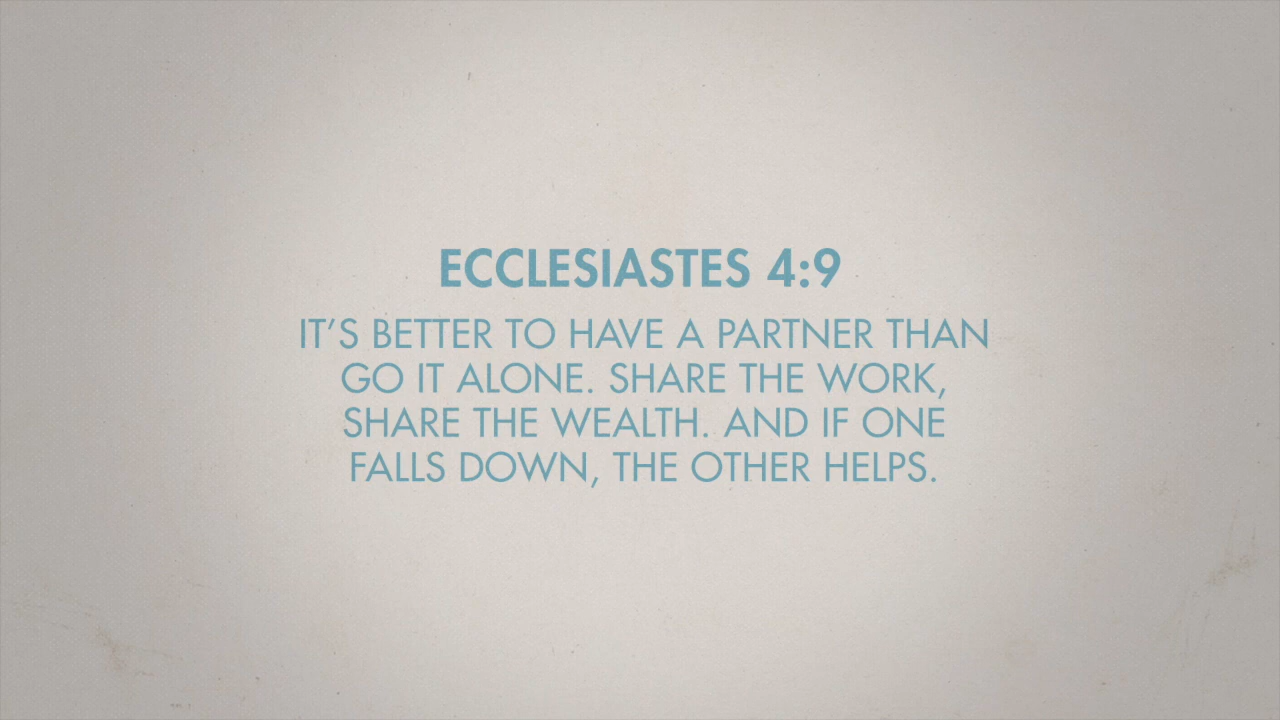 ECCLESIASTES 4:9
IT’S BETTER TO HAVE A PARTNER THAN
GO IT ALONE. SHARE THE WORK,
SHARE THE WEALTH. AND IF ONE
FALLS DOWN, THE OTHER HELPS.